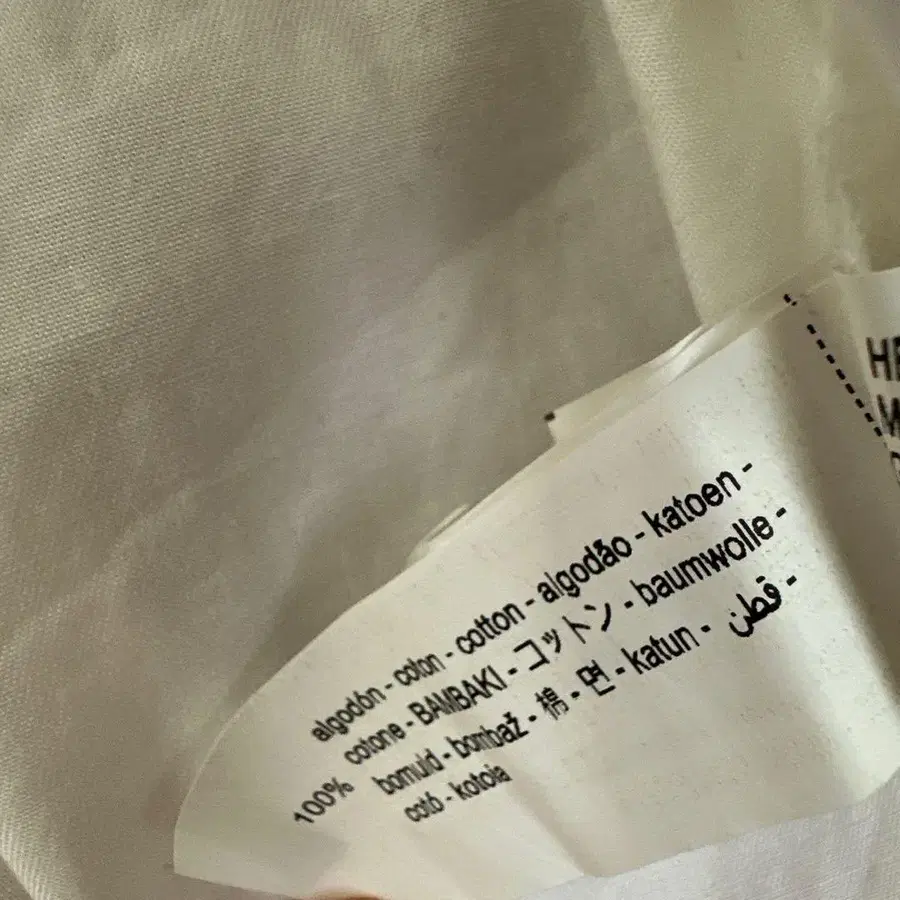 algodón - coton - cotton - algodão - katoen -
100% cotone - BAMBAKI - コットン - baumwolle -
bomuld - bombaž - 棉 - 면 - katun - قطن -
cotó - kotoia